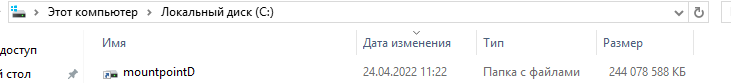 Этот компьютер > Локальный диск (C:)
Имя Дата изменения Тип Размер
доступ
й стол
mountpointD 24.04.2022 11:22 Папка с файлами 244 078 588 КБ